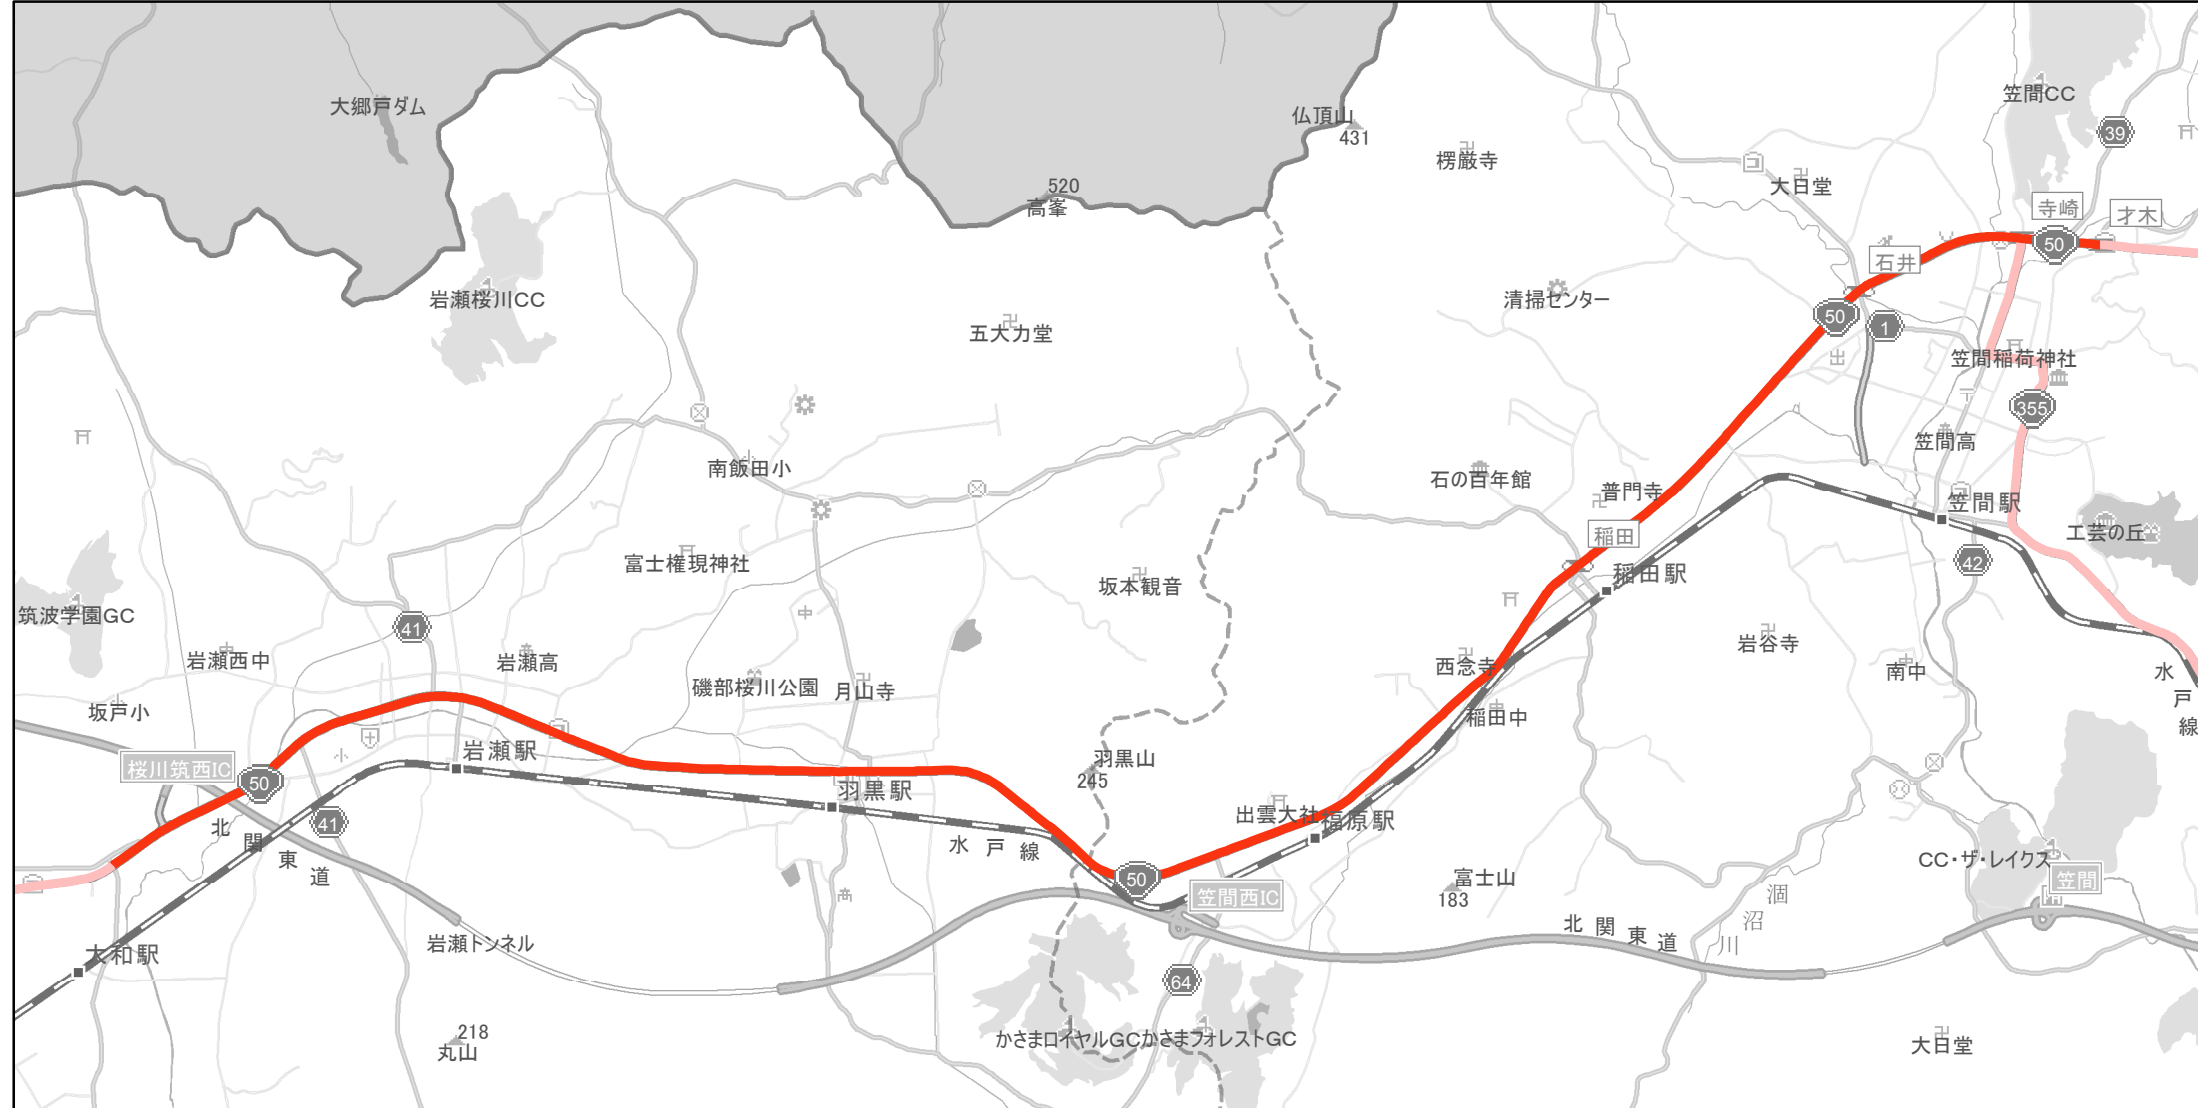 大郷戸ダム
仏頂山
431
楞厳寺
笠間CC
39
大日堂
寺崎
才木
520
高峯
50
石井
岩瀬桜川CC
清掃センター
50
1
五大力堂
笠間稲荷神社
355
笠間高
南飯田小
石の百年館
普門寺
笠間駅
稲田
工芸の丘
42
富士権現神社
坂本観音
稲田駅
筑波学園GC
41
岩瀬西中
岩瀬高
磯部桜川公園
月山寺
西念寺
岩谷寺
南中
水戸線
坂戸小
稲田中
桜川筑西IC
50
岩瀬駅
羽黒駅
羽黒山
245
41
北関東道
水戸線
出雲大社
福原駅
50
笠間西IC
富士山
183
CC・ザ・レイクス
笠間
涸沼川
北関東道
大和駅
岩瀬トンネル
64
218
丸山
かさまロイヤルGC
かさまフォレストGC
大日堂